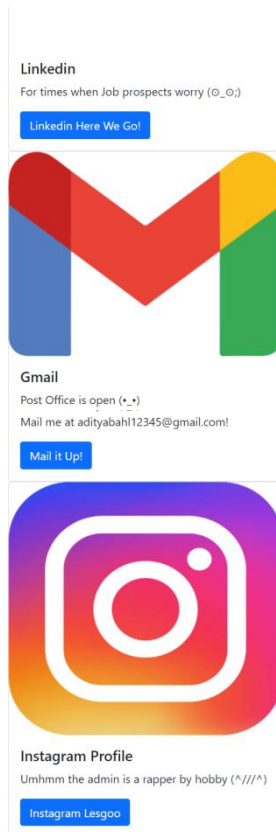 Linkedin
For times when Job prospects worry (⊙_⊙;)
Linkedin Here We Go!
Gmail
Post Office is open (•_•)
Mail me at adityabahl12345@gmail.com!
Mail it Up!
Instagram Profile
Umhmm the admin is a rapper by hobby (^///^)
Instagram Lesgoo